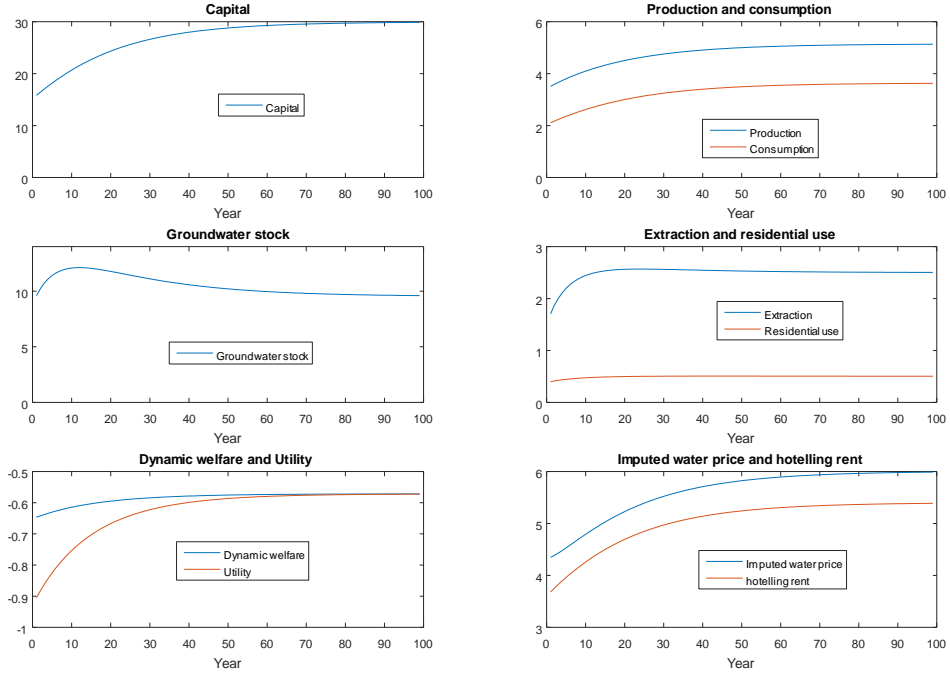 Capital
30
20
10
0
Capital
0 10 20 30 40 50 60 70 80 90 100
Year
Production and consumption
6
4
2
0
Production
Consumption
0 10 20 30 40 50 60 70 80 90 100
Year
Groundwater stock
10
5
0
Groundwater stock
0 10 20 30 40 50 60 70 80 90 100
Year
Extraction and residential use
3
2
1
0
Extraction
Residential use
0 10 20 30 40 50 60 70 80 90 100
Year
Dynamic welfare and Utility
-0.5
-0.6
-0.7
-0.8
-0.9
-1
Dynamic welfare
Utility
0 10 20 30 40 50 60 70 80 90 100
Year
Imputed water price and hotelling rent
6
5
4
3
Imputed water price
hotelling rent
0 10 20 30 40 50 60 70 80 90 100
Year